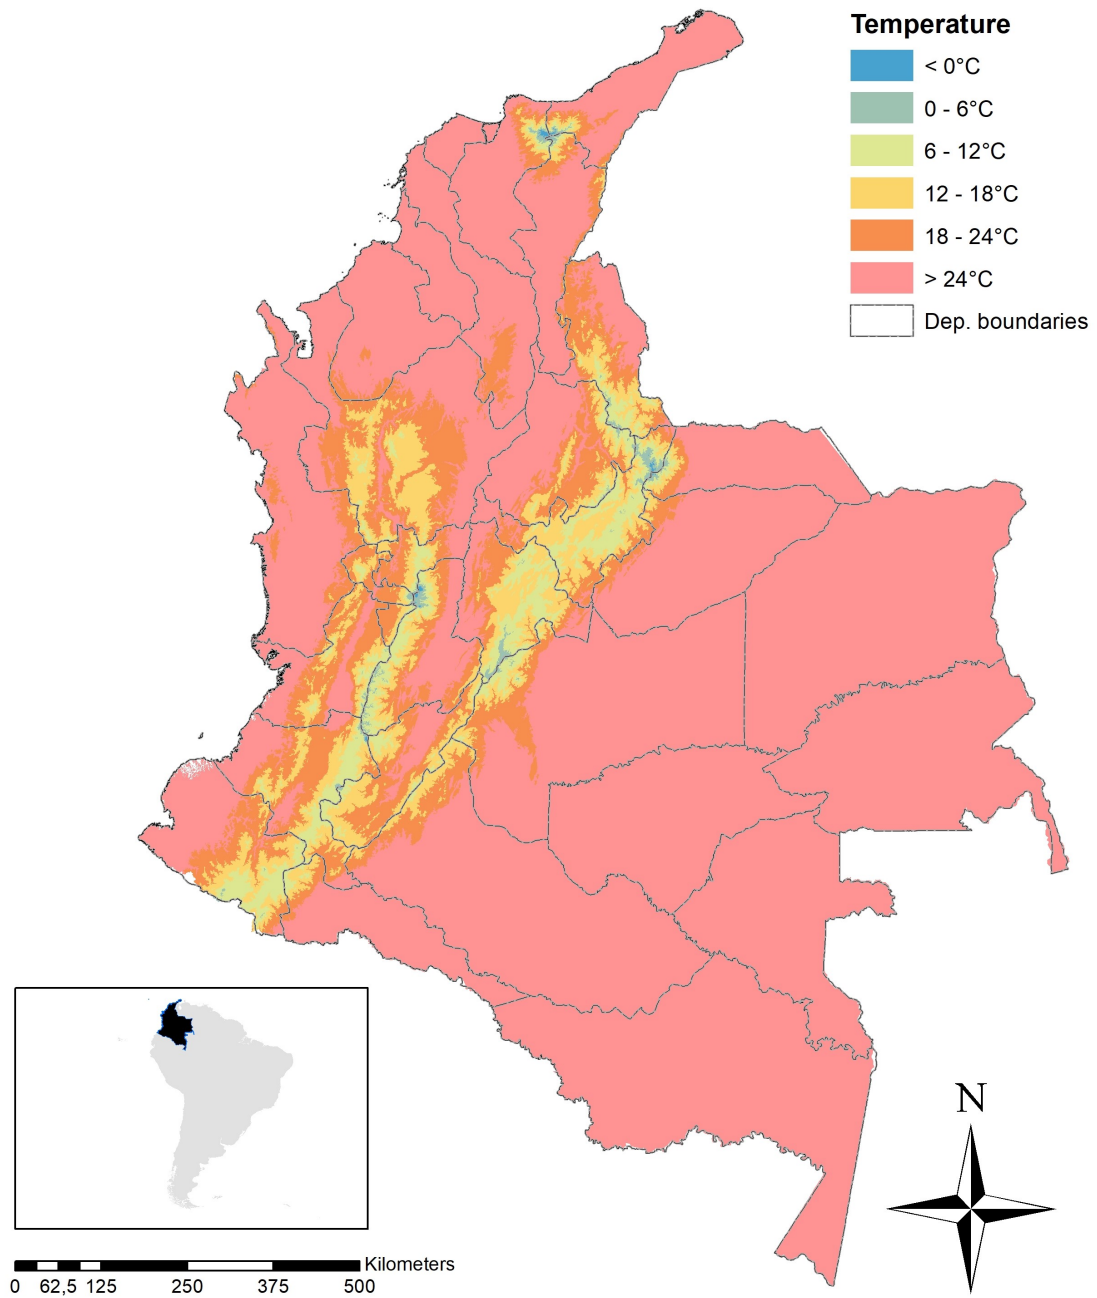 Temperature
< 0°C
0 - 6°C
6 - 12°C
12 - 18°C
18 - 24°C
> 24°C
Dep. boundaries
N
Kilometers
0 62,5 125 250 375 500